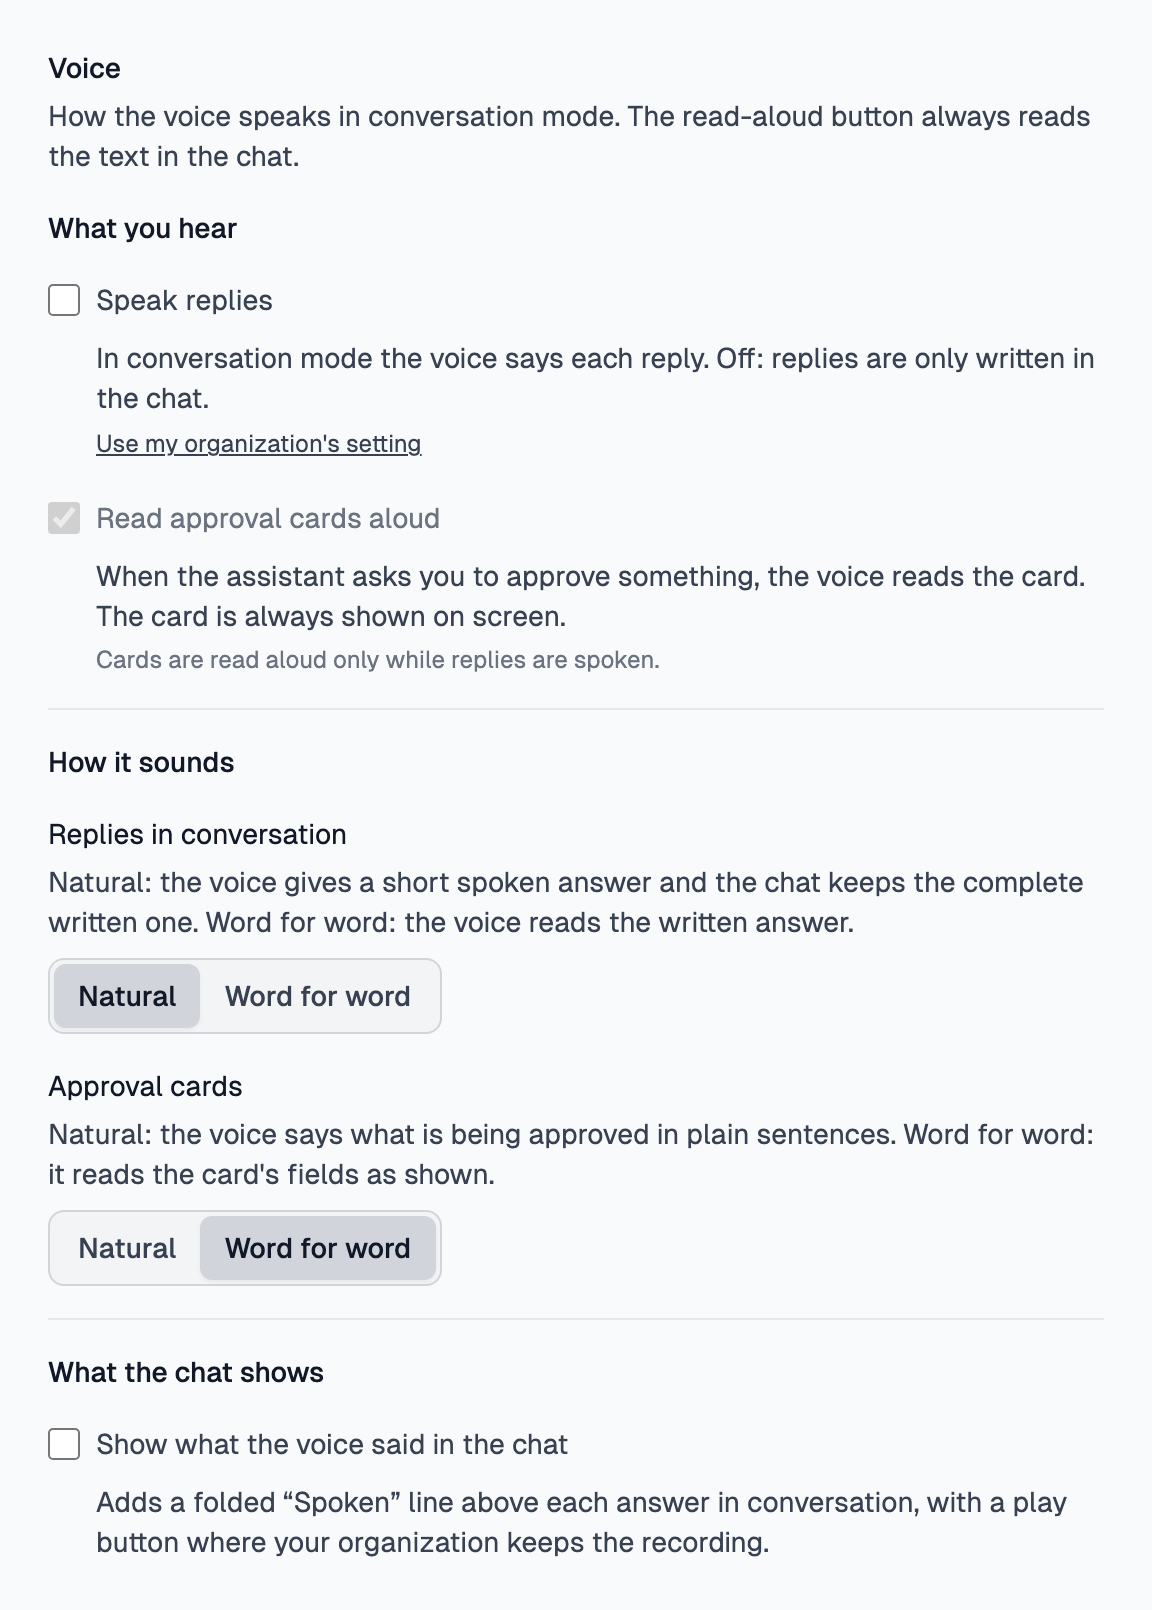 Voice
How the voice speaks in conversation mode. The read-aloud button always reads
the text in the chat.
What you hear
Speak replies
In conversation mode the voice says each reply. Off: replies are only written in
the chat.
Use my organization's setting
Read approval cards aloud
When the assistant asks you to approve something, the voice reads the card.
The card is always shown on screen.
Cards are read aloud only while replies are spoken.
How it sounds
Replies in conversation
Natural: the voice gives a short spoken answer and the chat keeps the complete
written one. Word for word: the voice reads the written answer.
Natural Word for word
Approval cards
Natural: the voice says what is being approved in plain sentences. Word for word:
it reads the card's fields as shown.
Natural Word for word
What the chat shows
Show what the voice said in the chat
Adds a folded “Spoken” line above each answer in conversation, with a play
button where your organization keeps the recording.